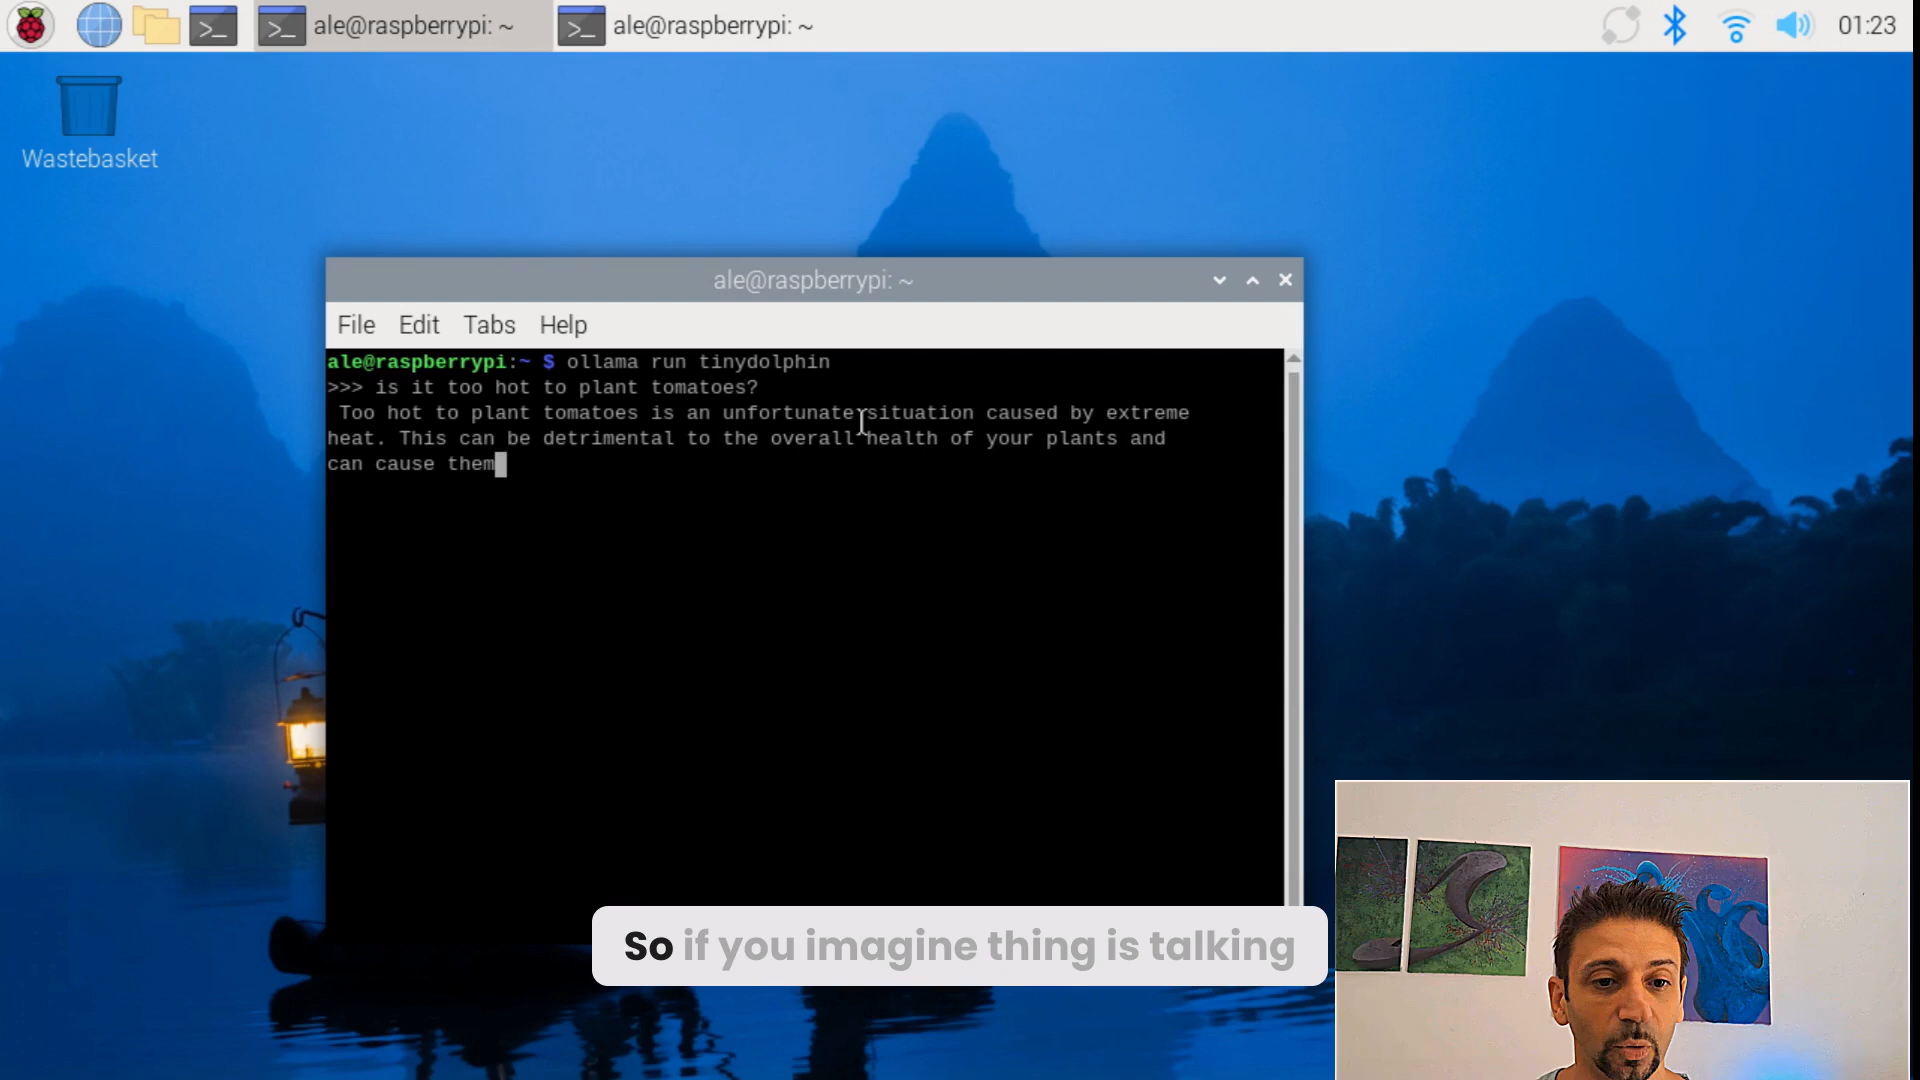 ale@raspberrypi: ~
ale@raspberrypi: ~
01:23
Wastebasket
ale@raspberrypi: ~
File Edit Tabs Help
ale@raspberrypi:~ $ ollama run tinydolphin
>>> is it too hot to plant tomatoes?
Too hot to plant tomatoes is an unfortunate situation caused by extreme
heat. This can be detrimental to the overall health of your plants and
can cause them
So if you imagine thing is talking